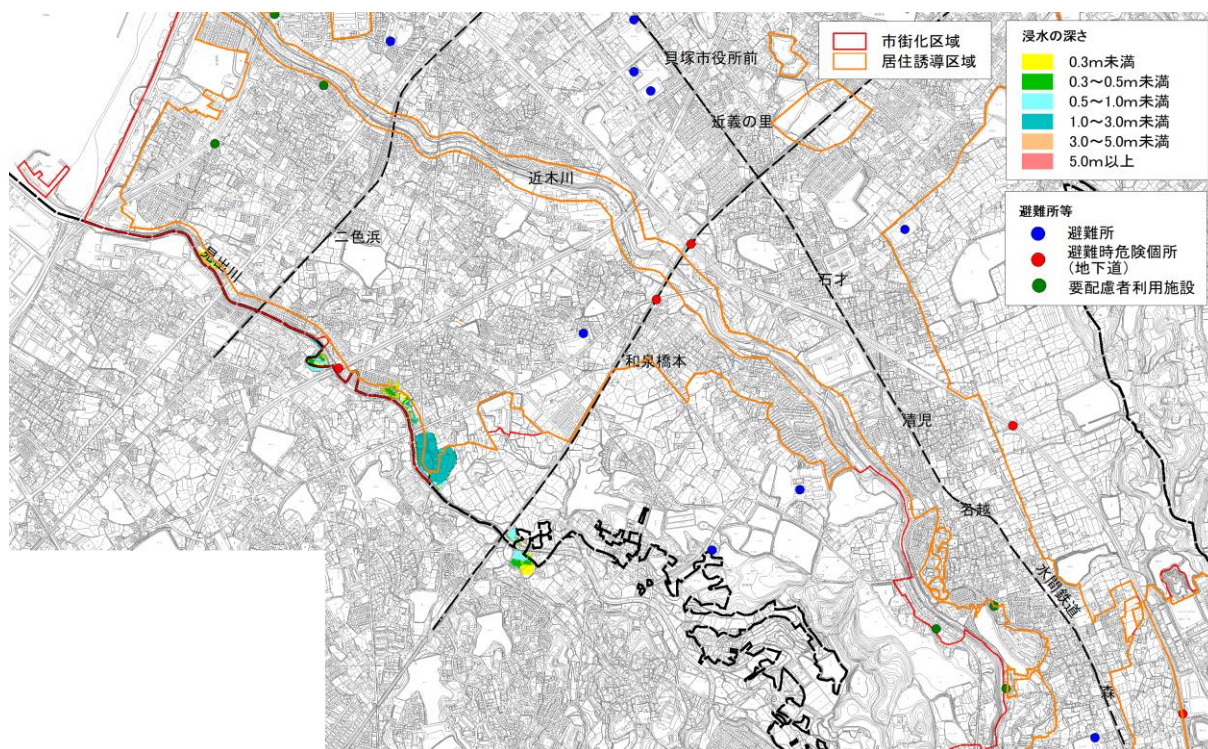 市街化区域
居住誘導区域
浸水の深さ
0.3m未満
0.3～0.5m未満
0.5～1.0m未満
1.0～3.0m未満
3.0～5.0m未満
5.0m以上
避難所等
避難所
避難時危険個所
(地下道)
要配慮者利用施設
貝塚市役所前
近義の里
近木川
二色浜
見出川
石才
和泉橋本
清児
名越
水間鉄道
森